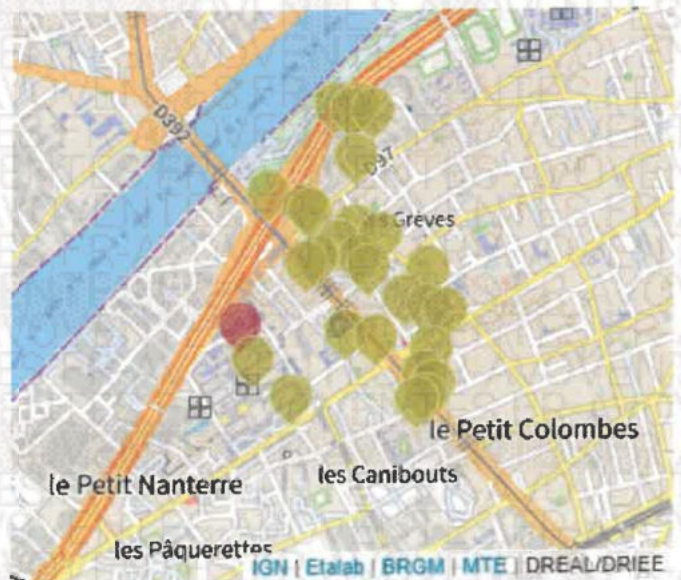 D392
D97
Grèves
le Petit Colombes
les Canibouts
le Petit Nanterre
les Pâquerettes
IGN | Etalab | BRGM | MTE | DREAL/DRIEE